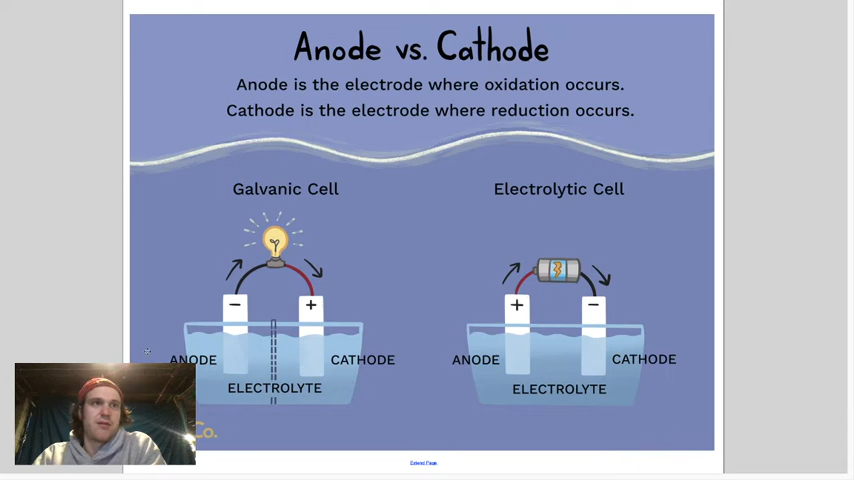 Anode vs. Cathode
Anode is the electrode where oxidation occurs.
Cathode is the electrode where reduction occurs.
Galvanic Cell
Electrolytic Cell
− +
+ −
ANODE
CATHODE
ELECTROLYTE
ANODE
CATHODE
ELECTROLYTE
Co.
Extend Page